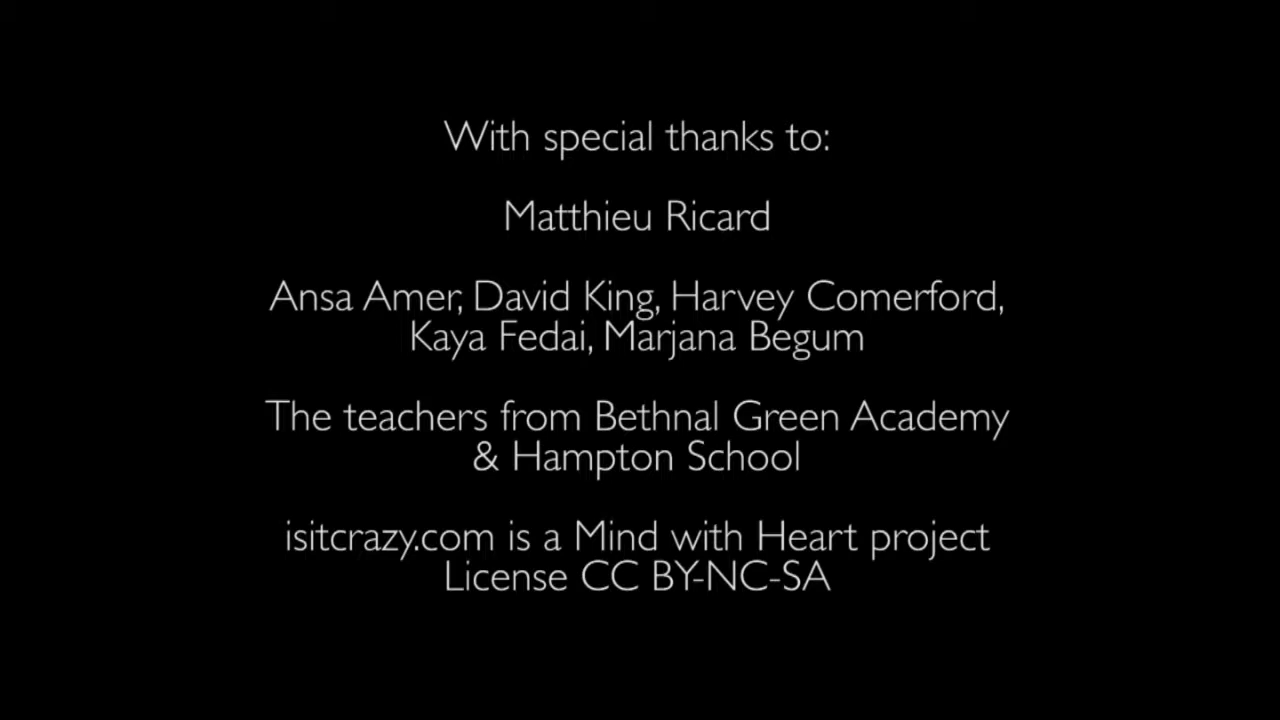 With special thanks to:
Matthieu Ricard
Ansa Amer, David King, Harvey Comerford,
Kaya Fedai, Marjana Begum
The teachers from Bethnal Green Academy
& Hampton School
isitcrazy.com is a Mind with Heart project
License CC BY-NC-SA